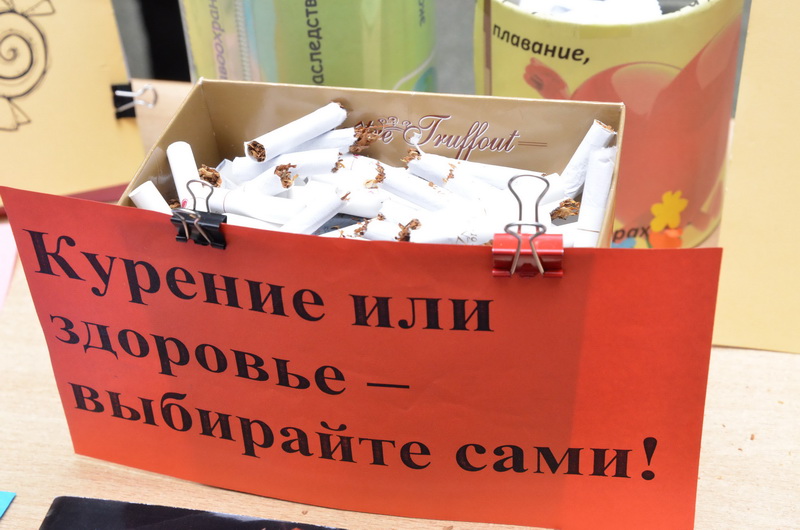 плавание,
Truffout
Курение или
здоровье –
выбирайте сами!